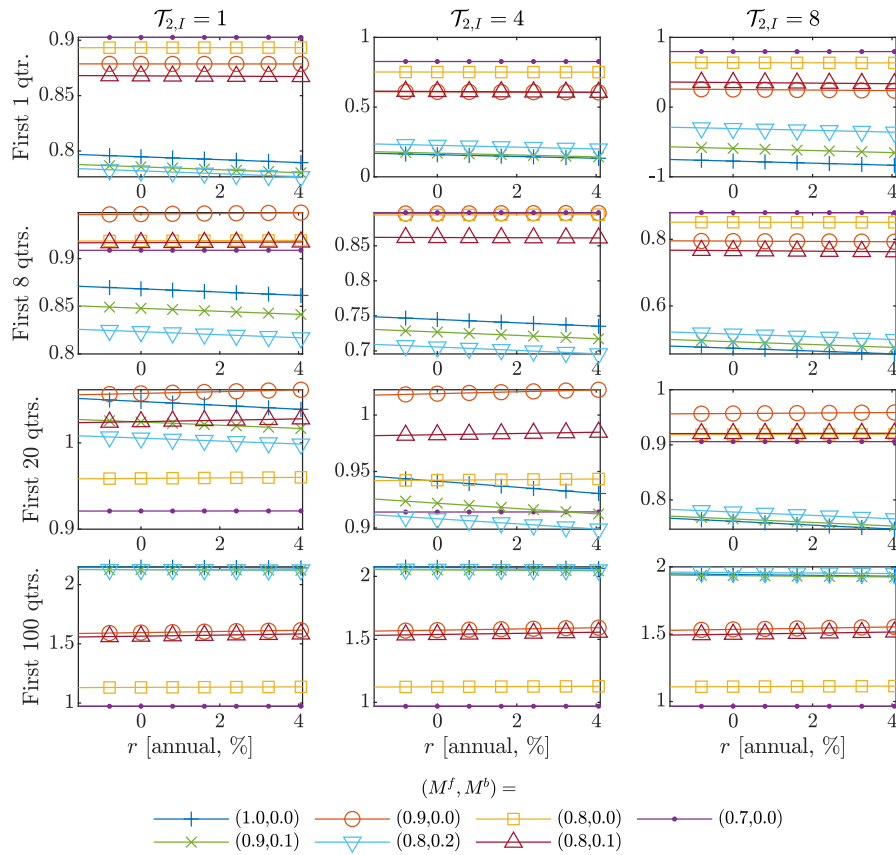 𝒯2,I = 1 𝒯2,I = 4 𝒯2,I = 8
First 1 qtr.
0.9 0.85 0.8
1 0.5 0
1 0 -1
0 2 4 0 2 4 0 2 4
First 8 qtrs.
0.9 0.85 0.8
0.85 0.8 0.75 0.7
0.8 0.6
0 2 4 0 2 4 0 2 4
First 20 qtrs.
1 0.9
1 0.95 0.9
1 0.9 0.8
0 2 4 0 2 4 0 2 4
First 100 qtrs.
2 1.5 1
2 1.5 1
2 1.5 1
0 2 4 0 2 4 0 2 4
r [annual, %] r [annual, %] r [annual, %]
(M^f, M^b) =
(1.0,0.0) (0.9,0.0) (0.8,0.0) (0.7,0.0)
(0.9,0.1) (0.8,0.2) (0.8,0.1)